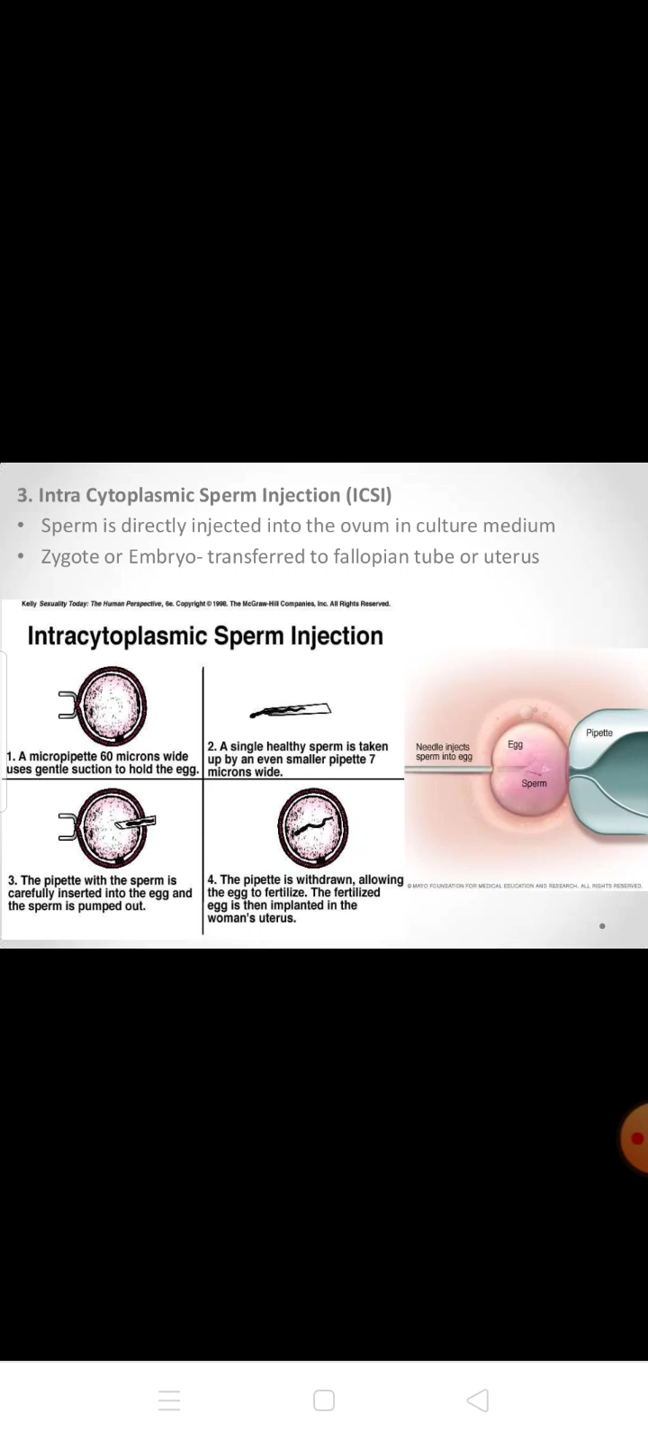 3. Intra Cytoplasmic Sperm Injection (ICSI)
• Sperm is directly injected into the ovum in culture medium
• Zygote or Embryo- transferred to fallopian tube or uterus
Kelly Sexuality Today: The Human Perspective, 6e. Copyright © 1998. The McGraw-Hill Companies, Inc. All Rights Reserved.
Intracytoplasmic Sperm Injection
1. A micropipette 60 microns wide
uses gentle suction to hold the egg.
2. A single healthy sperm is taken
up by an even smaller pipette 7
microns wide.
3. The pipette with the sperm is
carefully inserted into the egg and
the sperm is pumped out.
4. The pipette is withdrawn, allowing
the egg to fertilize. The fertilized
egg is then implanted in the
woman's uterus.
Needle injects
sperm into egg
Egg
Sperm
Pipette
© MAYO FOUNDATION FOR MEDICAL EDUCATION AND RESEARCH. ALL RIGHTS RESERVED.